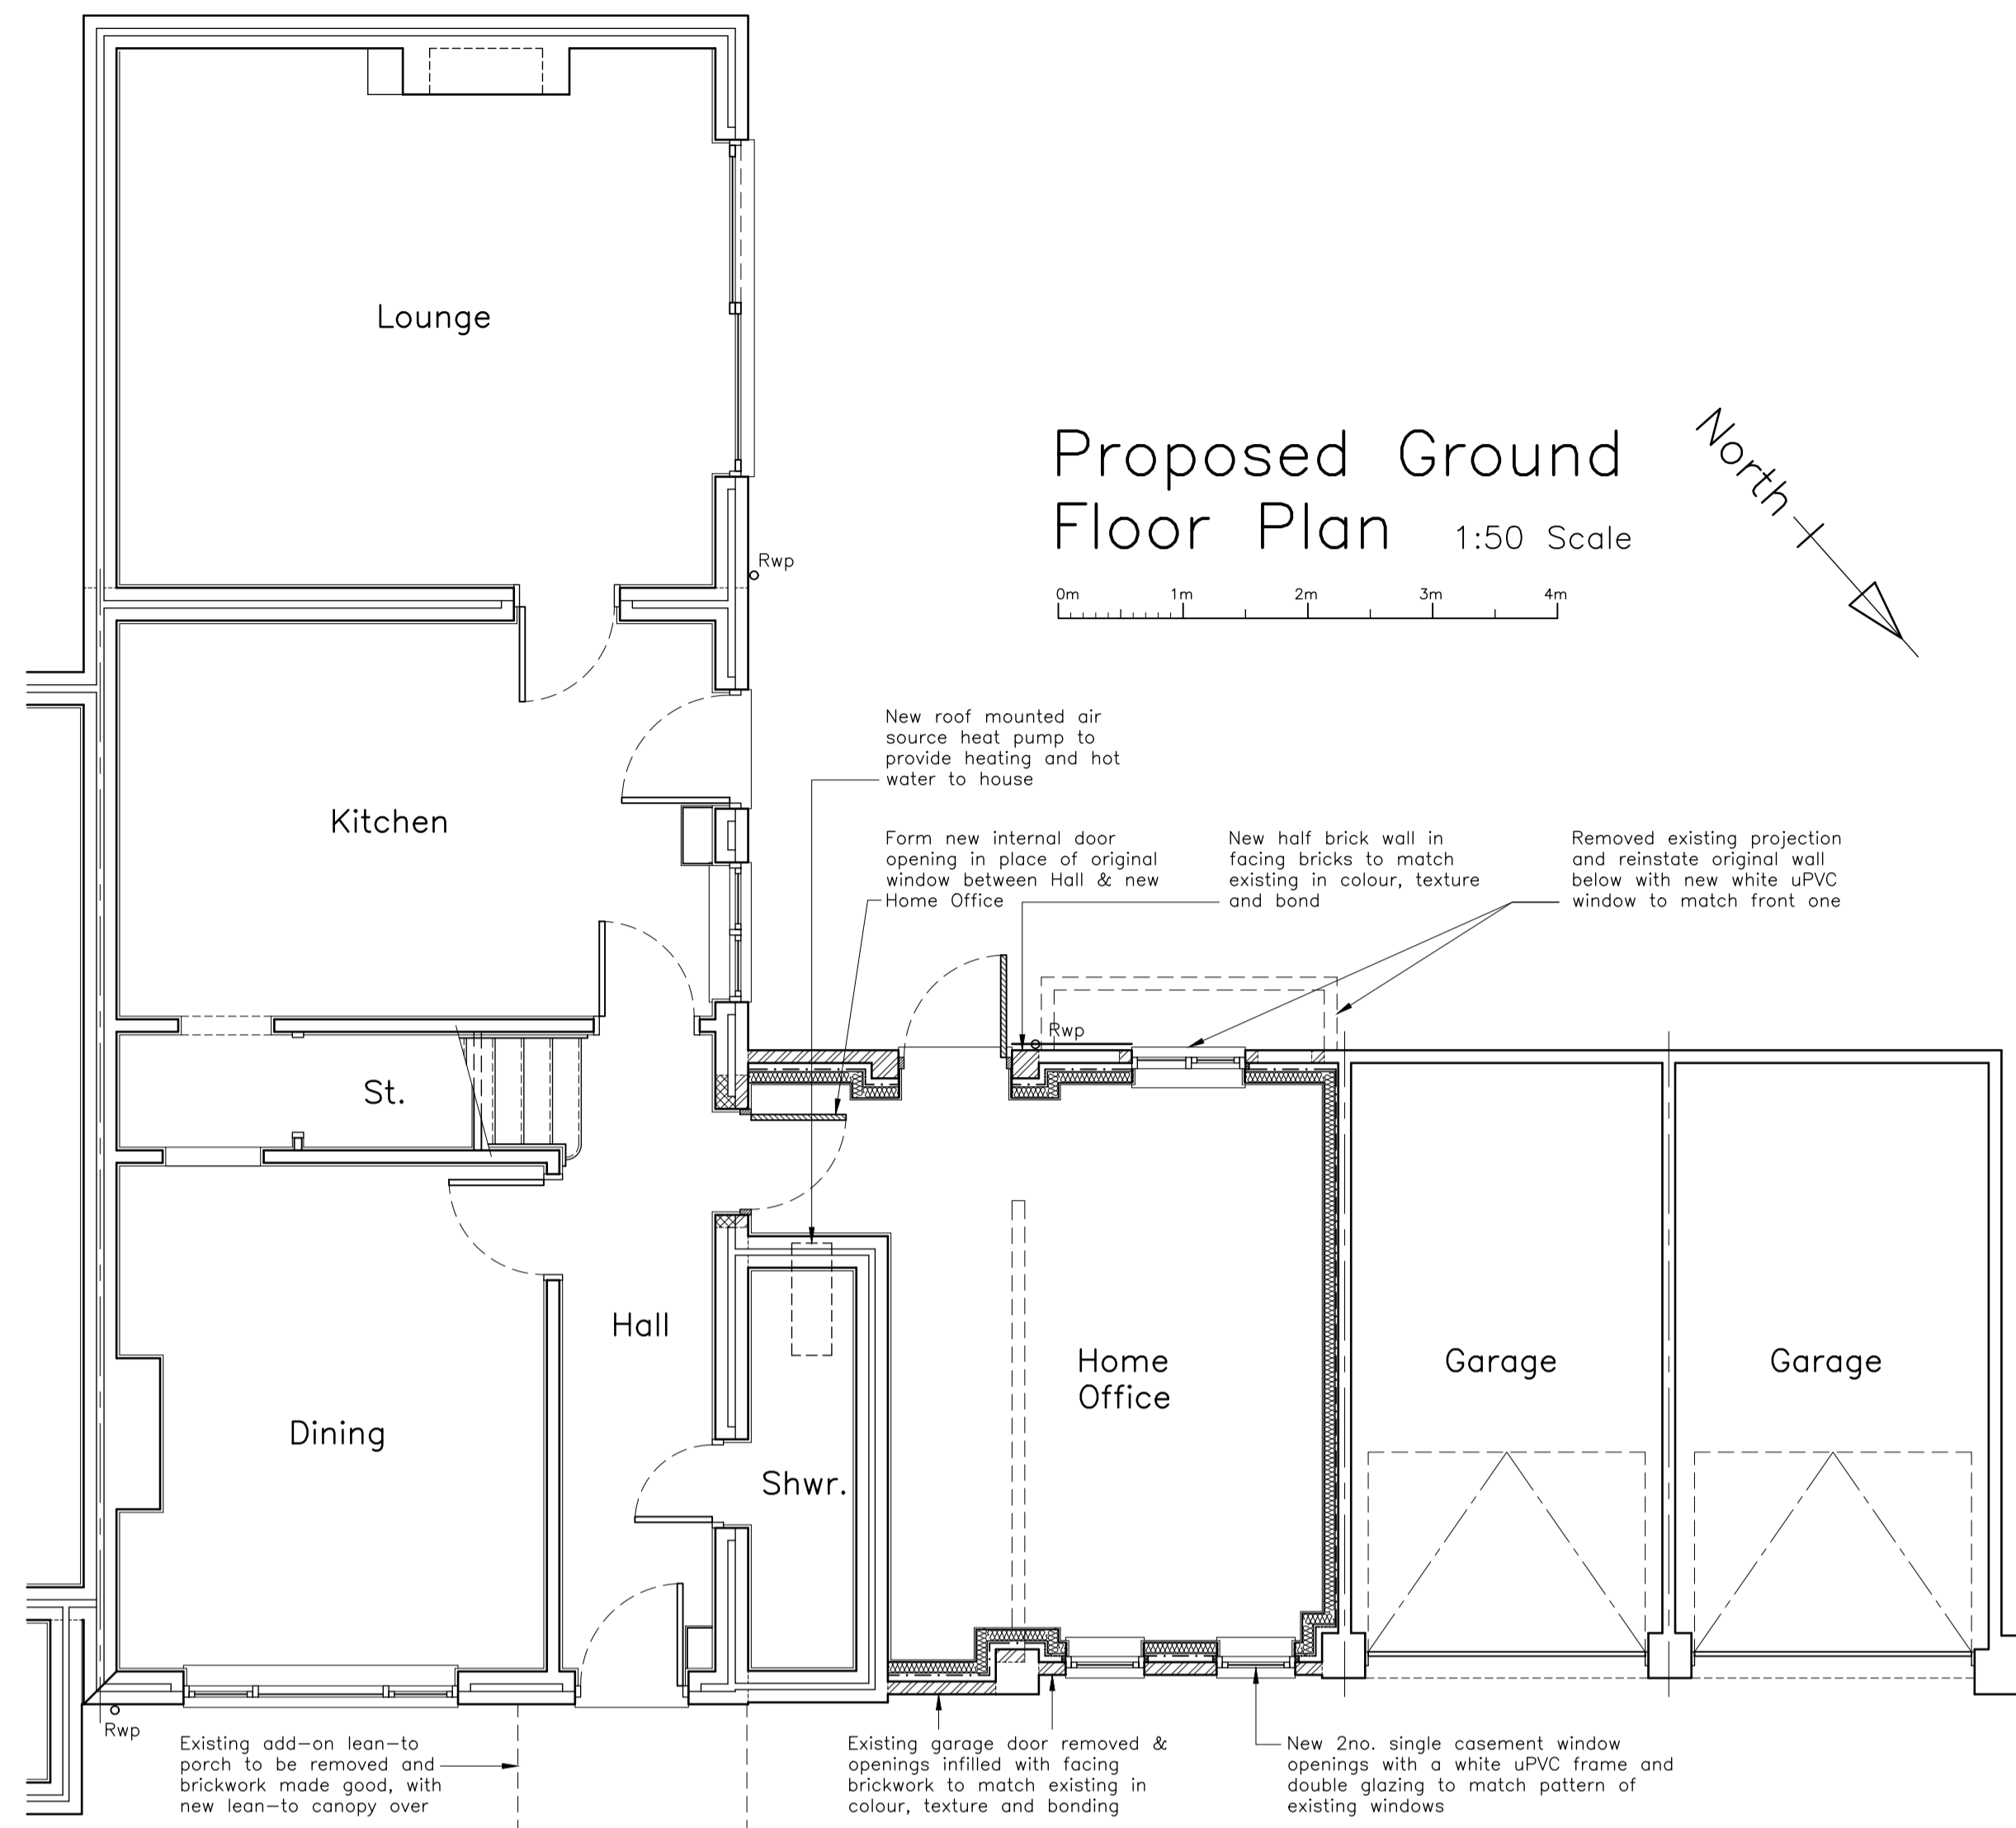 Lounge
Proposed Ground
Floor Plan 1:50 Scale
North
Rwp
0m 1m 2m 3m 4m
New roof mounted air
source heat pump to
provide heating and hot
water to house
Kitchen
Form new internal door
opening in place of original
window between Hall & new
Home Office
New half brick wall in
facing bricks to match
existing in colour, texture
and bond
Removed existing projection
and reinstate original wall
below with new white uPVC
window to match front one
Rwp
St.
Hall
Home
Office
Garage
Garage
Dining
Shwr.
Rwp
Existing add-on lean-to
porch to be removed and
brickwork made good, with
new lean-to canopy over
Existing garage door removed &
openings infilled with facing
brickwork to match existing in
colour, texture and bonding
New 2no. single casement window
openings with a white uPVC frame and
double glazing to match pattern of
existing windows